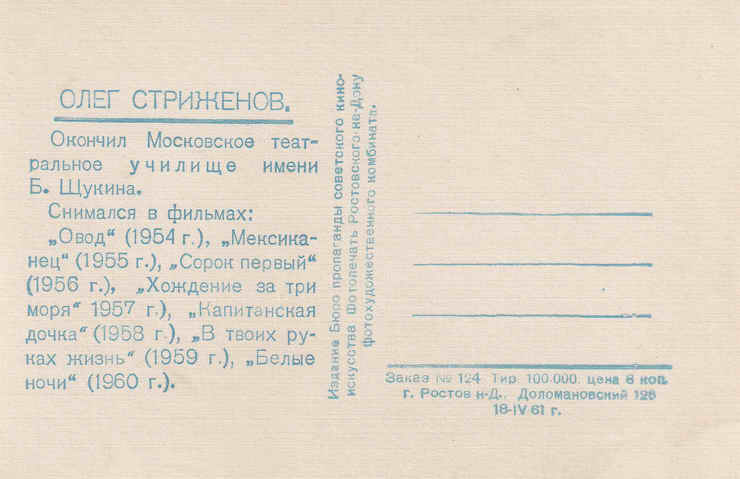 ОЛЕГ СТРИЖЕНОВ.
Окончил Московское теат-
ральное училище имени
Б. Щукина.
Снимался в фильмах:
„Овод“ (1954 г.), „Мексика-
нец“ (1955 г.), „Сорок первый“
(1956 г.), „Хождение за три
моря“ 1957 г.), „Капитанская
дочка“ (1958 г.), „В твоих ру-
ках жизнь“ (1959 г.), „Белые
ночи“ (1960 г.).
Издание Бюро пропаганды советского кино-
искусства Фотопечать Ростовского-на-Дону
фотохудожественного комбината.
Заказ № 124 Тир. 100.000. цена 8 коп.
г. Ростов н-Д., Доломановский 126
18-IV 61 г.